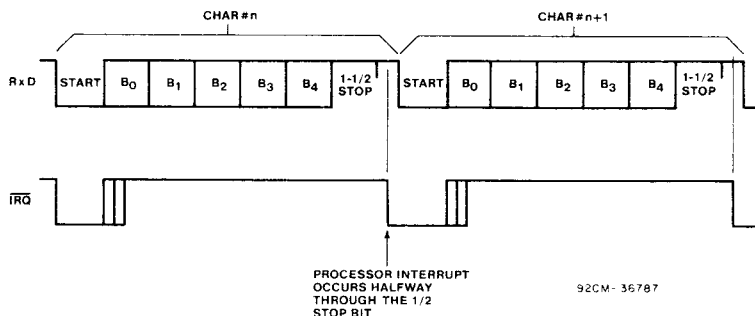 CHAR#n
CHAR#n+1
RxD
START
B0
B1
B2
B3
B4
1-1/2
STOP
START
B0
B1
B2
B3
B4
1-1/2
STOP
IRQ
PROCESSOR INTERRUPT
OCCURS HALFWAY
THROUGH THE 1/2
STOP BIT
92CM-36787